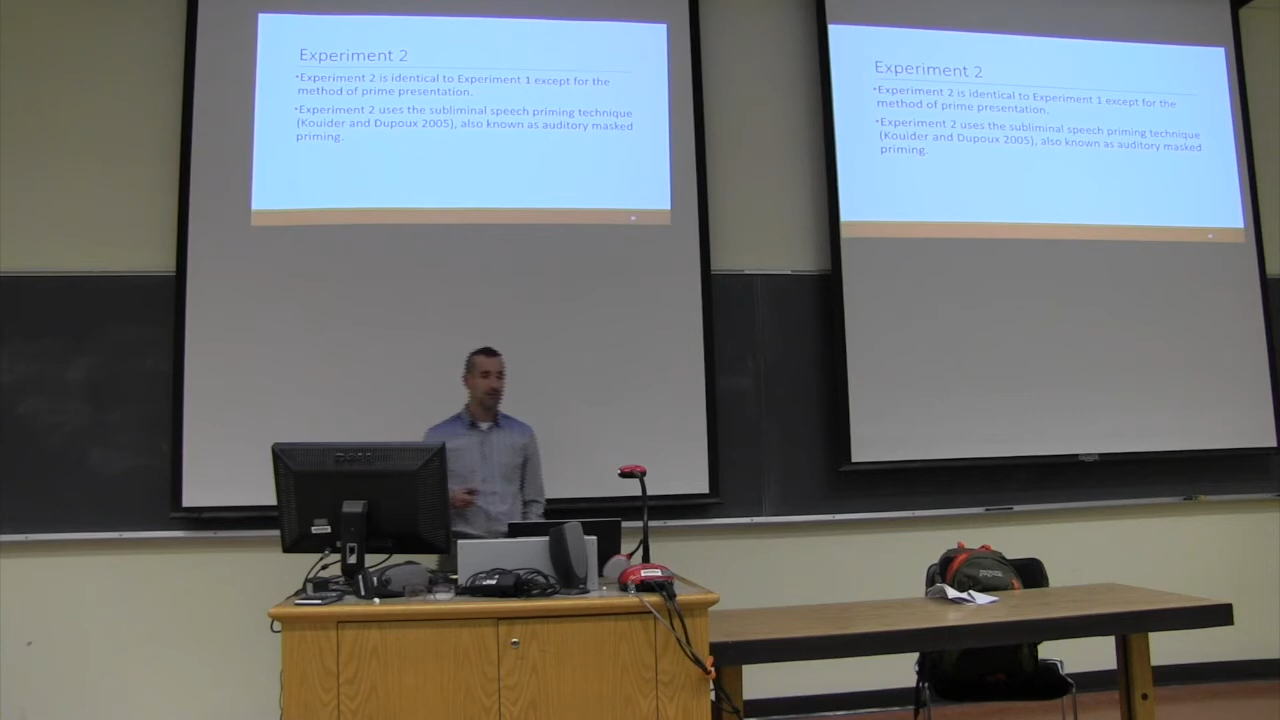 Experiment 2
•Experiment 2 is identical to Experiment 1 except for the
method of prime presentation.
•Experiment 2 uses the subliminal speech priming technique
(Kouider and Dupoux 2005), also known as auditory masked
priming.
Experiment 2
•Experiment 2 is identical to Experiment 1 except for the
method of prime presentation.
•Experiment 2 uses the subliminal speech priming technique
(Kouider and Dupoux 2005), also known as auditory masked
priming.
DELL